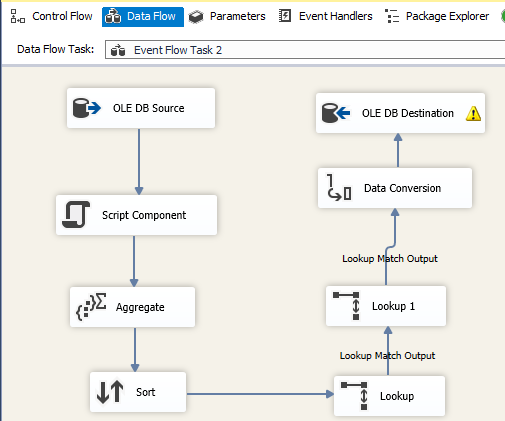 Control Flow Data Flow Parameters Event Handlers Package Explorer
Data Flow Task: Event Flow Task 2
OLE DB Source
Script Component
Aggregate
Sort
Lookup
Lookup Match Output
Lookup 1
Lookup Match Output
Data Conversion
OLE DB Destination